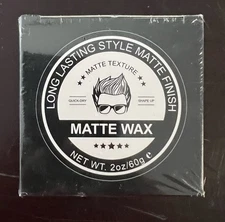 LONG LASTING STYLE MATTE FINISH
MATTE TEXTURE
QUICK-DRY
SHAPE UP
MATTE WAX
NET WT. 2oz/60g e